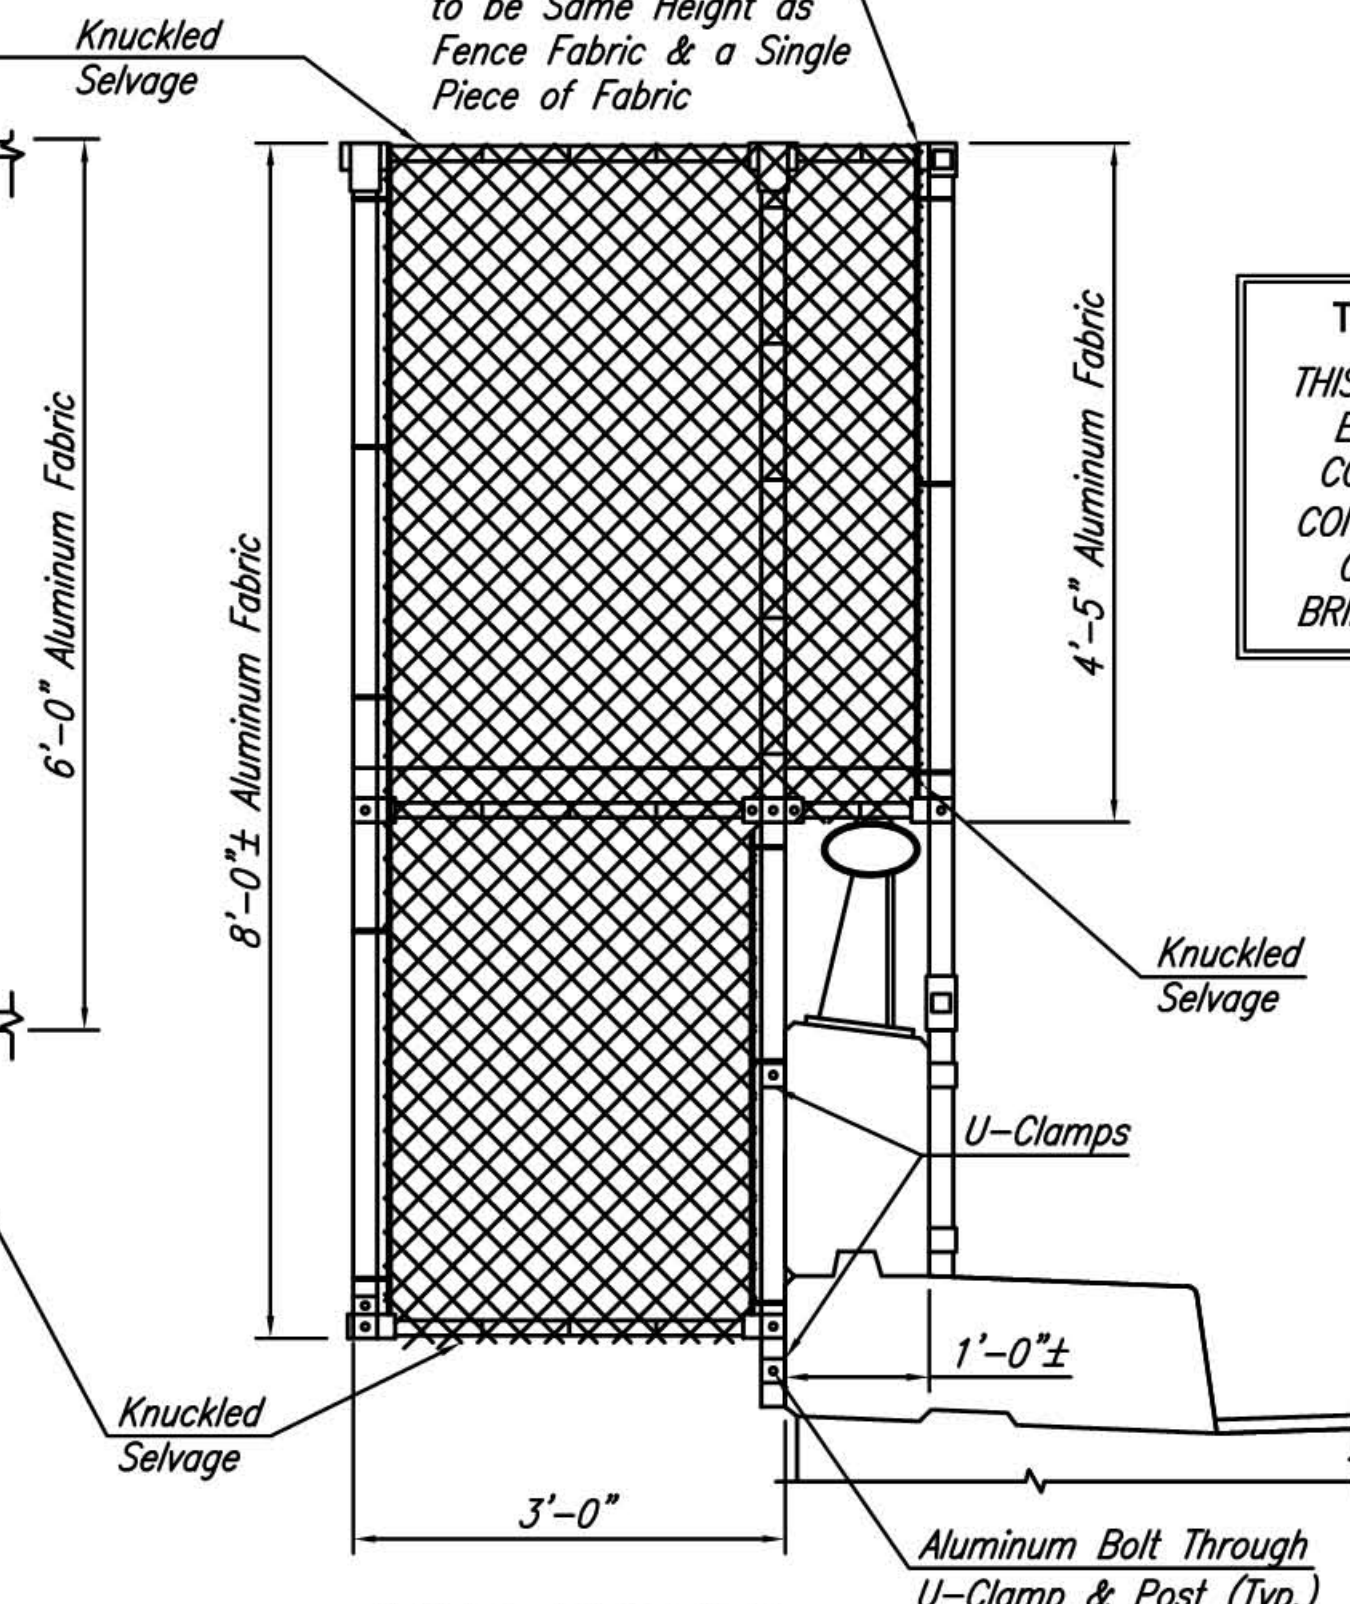 to be Same Height as
Fence Fabric & a Single
Piece of Fabric
Knuckled
Selvage
6'-0" Aluminum Fabric
8'-0"± Aluminum Fabric
4'-5" Aluminum Fabric
THIS
BRI
Knuckled
Selvage
U-Clamps
1'-0"±
Knuckled
Selvage
3'-0"
Aluminum Bolt Through
U-Clamp & Post (Typ.)